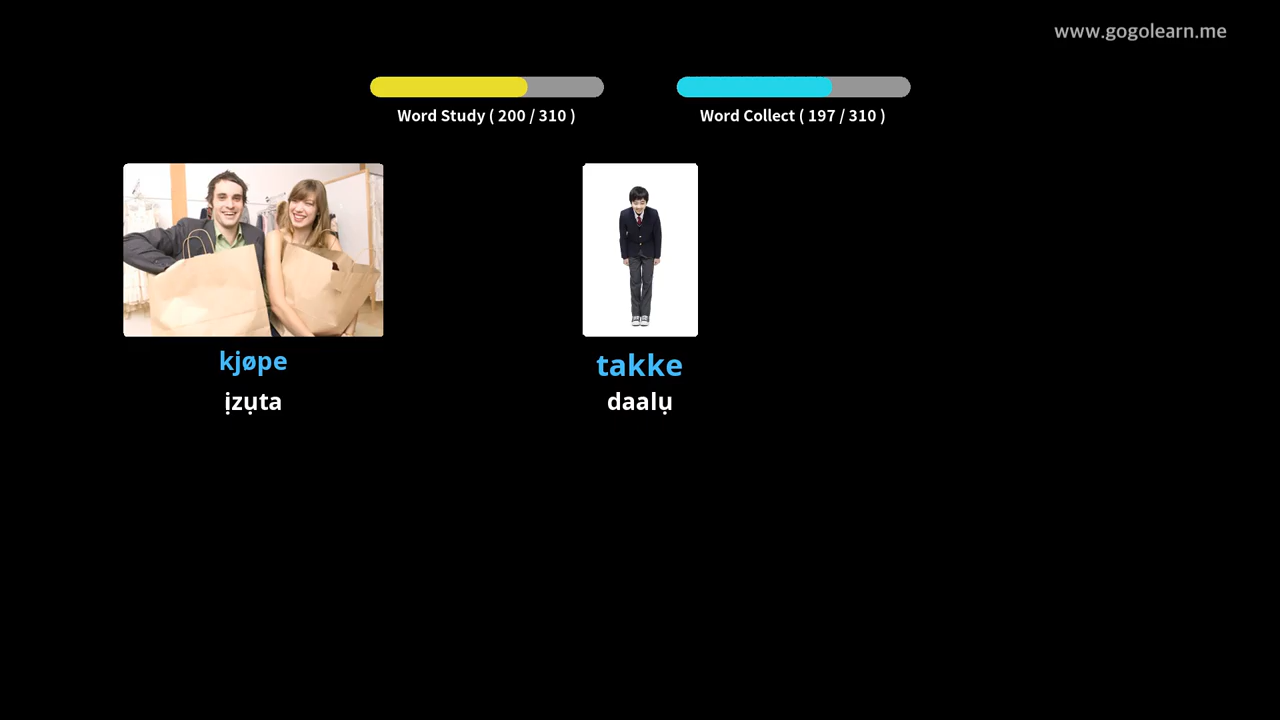 www.gogolearn.me
Word Study ( 200 / 310 )
Word Collect ( 197 / 310 )
kjøpe
ịzụta
takke
daalụ